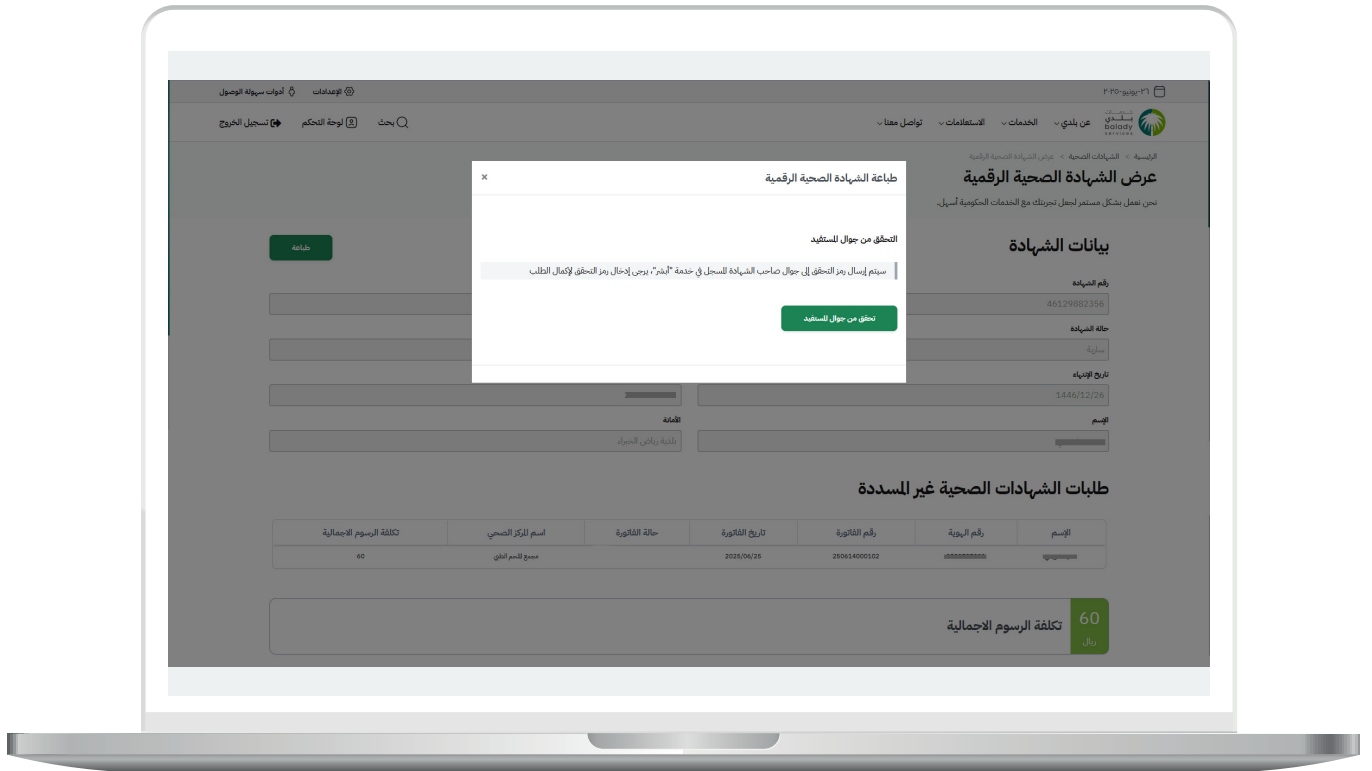 ٢٦-يونيو-٢٠٢٥
الإعدادات
أدوات سهولة الوصول
بلدي
balady
عن بلدي
الخدمات
الاستعلامات
تواصل معنا
بحث
لوحة التحكم
تسجيل الخروج
الرئيسية > الشهادات الصحية > عرض الشهادة الصحية الرقمية
عرض الشهادة الصحية الرقمية
نحن نعمل بشكل مستمر لجعل تجربتك مع الخدمات الحكومية أسهل.
طباعة الشهادة الصحية الرقمية
×
التحقق من جوال المستفيد
سيتم إرسال رمز التحقق إلى جوال صاحب الشهادة المسجل في خدمة "أبشر"، يرجى إدخال رمز التحقق لإكمال الطلب
تحقق من جوال المستفيد
بيانات الشهادة
طباعة
رقم الشهادة
46129882356
حالة الشهادة
سارية
تاريخ الإنتهاء
1446/12/26
الإسم
الأمانة
بلدية رياض الخبراء
طلبات الشهادات الصحية غير المسددة
الإسم
رقم الهوية
رقم الفاتورة
تاريخ الفاتورة
حالة الفاتورة
اسم المركز الصحي
تكلفة الرسوم الاجمالية
250614000102
2025/06/25
60
60
ريال
تكلفة الرسوم الاجمالية